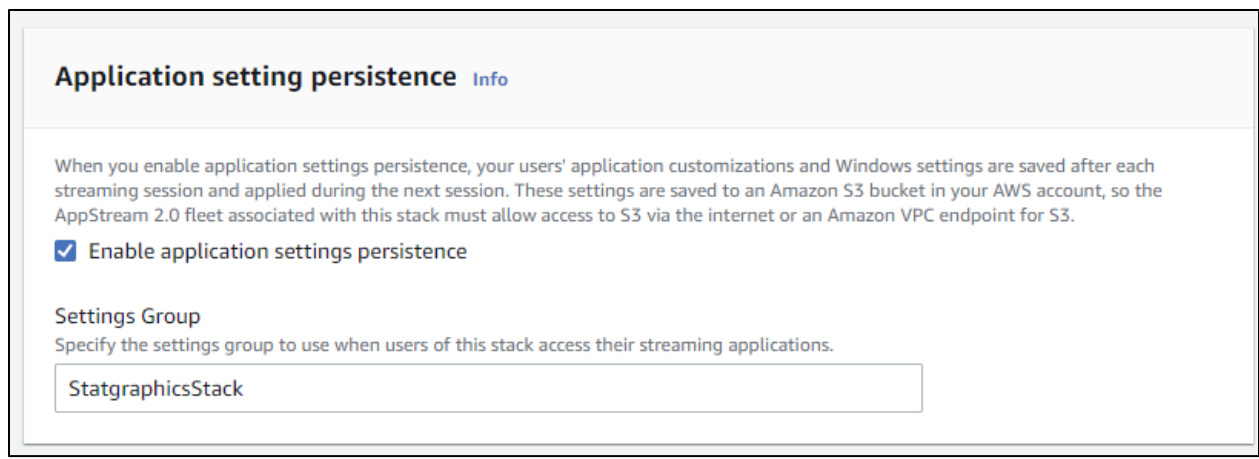 Application setting persistence Info
When you enable application settings persistence, your users' application customizations and Windows settings are saved after each
streaming session and applied during the next session. These settings are saved to an Amazon S3 bucket in your AWS account, so the
AppStream 2.0 fleet associated with this stack must allow access to S3 via the internet or an Amazon VPC endpoint for S3.
Enable application settings persistence
Settings Group
Specify the settings group to use when users of this stack access their streaming applications.
StatgraphicsStack